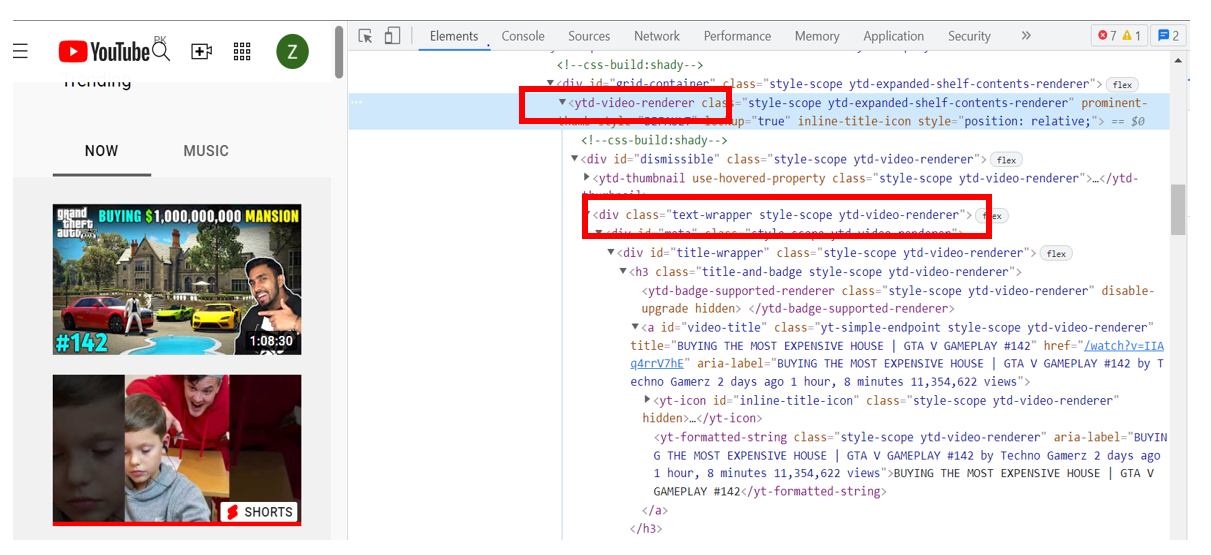 PK
YouTube
Z
Trending
NOW
MUSIC
grand
theft
auto
BUYING $1,000,000,000 MANSION
#142
1:08:30
SHORTS
Elements
Console
Sources
Network
Performance
Memory
Application
Security
»
7
1
2
<!--css-build:shady-->
▼<div id="grid-container" class="style-scope ytd-expanded-shelf-contents-renderer"> flex
… ▼<ytd-video-renderer class="style-scope ytd-expanded-shelf-contents-renderer" prominent-
thumb-style="DEFAULT" lockup="true" inline-title-icon style="position: relative;"> == $0
<!--css-build:shady-->
▼<div id="dismissible" class="style-scope ytd-video-renderer"> flex
▶<ytd-thumbnail use-hovered-property class="style-scope ytd-video-renderer">…</ytd-
thumbnail>
▼<div class="text-wrapper style-scope ytd-video-renderer"> flex
▼<div id="meta" class="style-scope ytd-video-renderer">
▼<div id="title-wrapper" class="style-scope ytd-video-renderer"> flex
▼<h3 class="title-and-badge style-scope ytd-video-renderer">
<ytd-badge-supported-renderer class="style-scope ytd-video-renderer" disable-
upgrade hidden> </ytd-badge-supported-renderer>
▼<a id="video-title" class="yt-simple-endpoint style-scope ytd-video-renderer"
title="BUYING THE MOST EXPENSIVE HOUSE | GTA V GAMEPLAY #142" href="/watch?v=IIA
q4rrV7hE" aria-label="BUYING THE MOST EXPENSIVE HOUSE | GTA V GAMEPLAY #142 by T
echno Gamerz 2 days ago 1 hour, 8 minutes 11,354,622 views">
▶<yt-icon id="inline-title-icon" class="style-scope ytd-video-renderer"
hidden>…</yt-icon>
<yt-formatted-string class="style-scope ytd-video-renderer" aria-label="BUYIN
G THE MOST EXPENSIVE HOUSE | GTA V GAMEPLAY #142 by Techno Gamerz 2 days ago
1 hour, 8 minutes 11,354,622 views">BUYING THE MOST EXPENSIVE HOUSE | GTA V
GAMEPLAY #142</yt-formatted-string>
</a>
</h3>